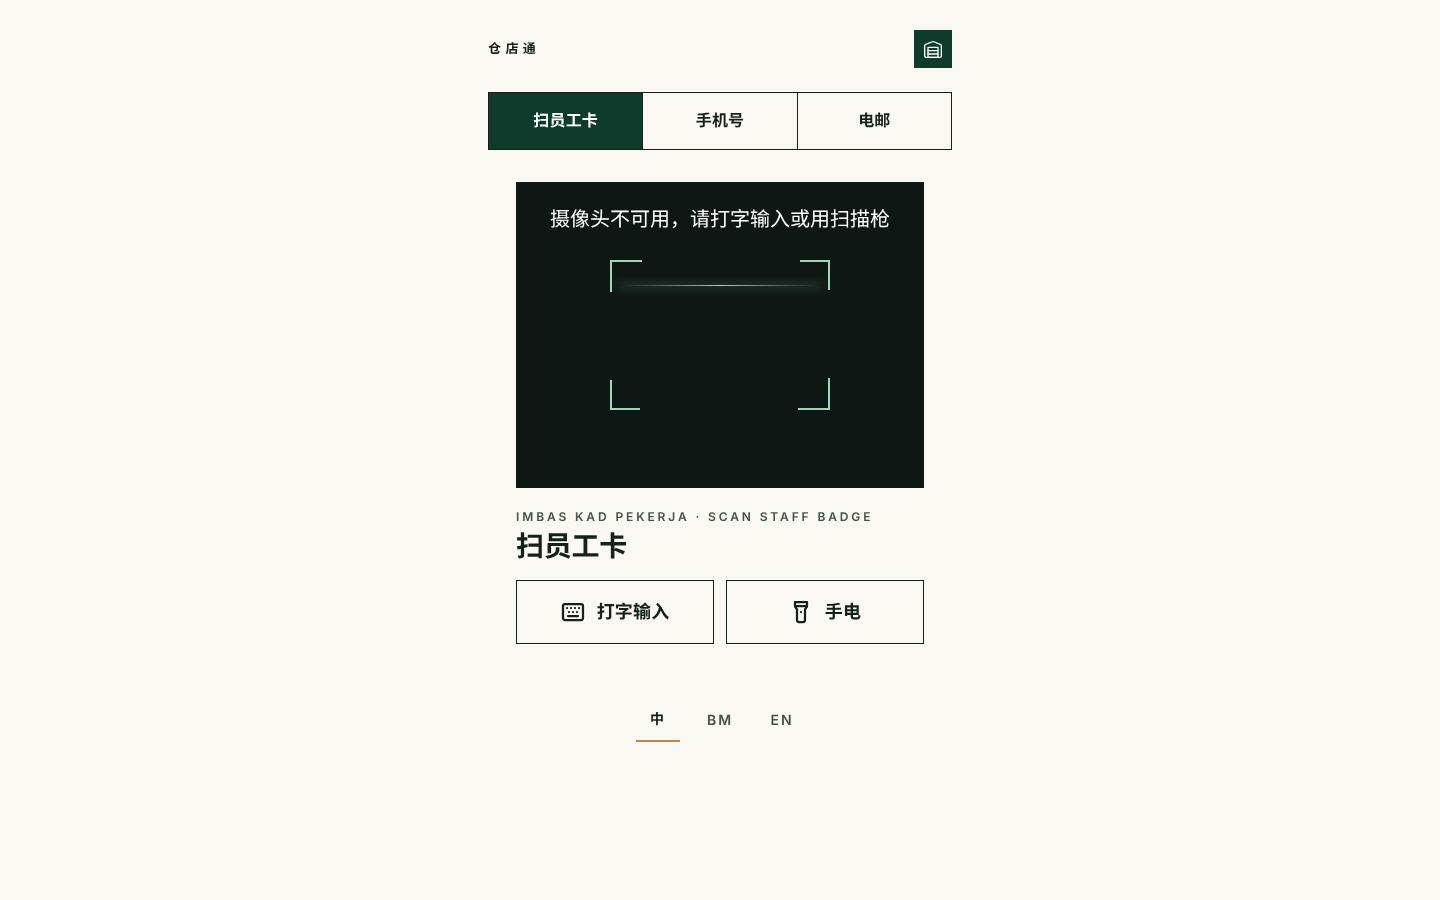 仓店通
扫员工卡
手机号
电邮
摄像头不可用，请打字输入或用扫描枪
IMBAS KAD PEKERJA · SCAN STAFF BADGE
扫员工卡
打字输入
手电
中
BM
EN